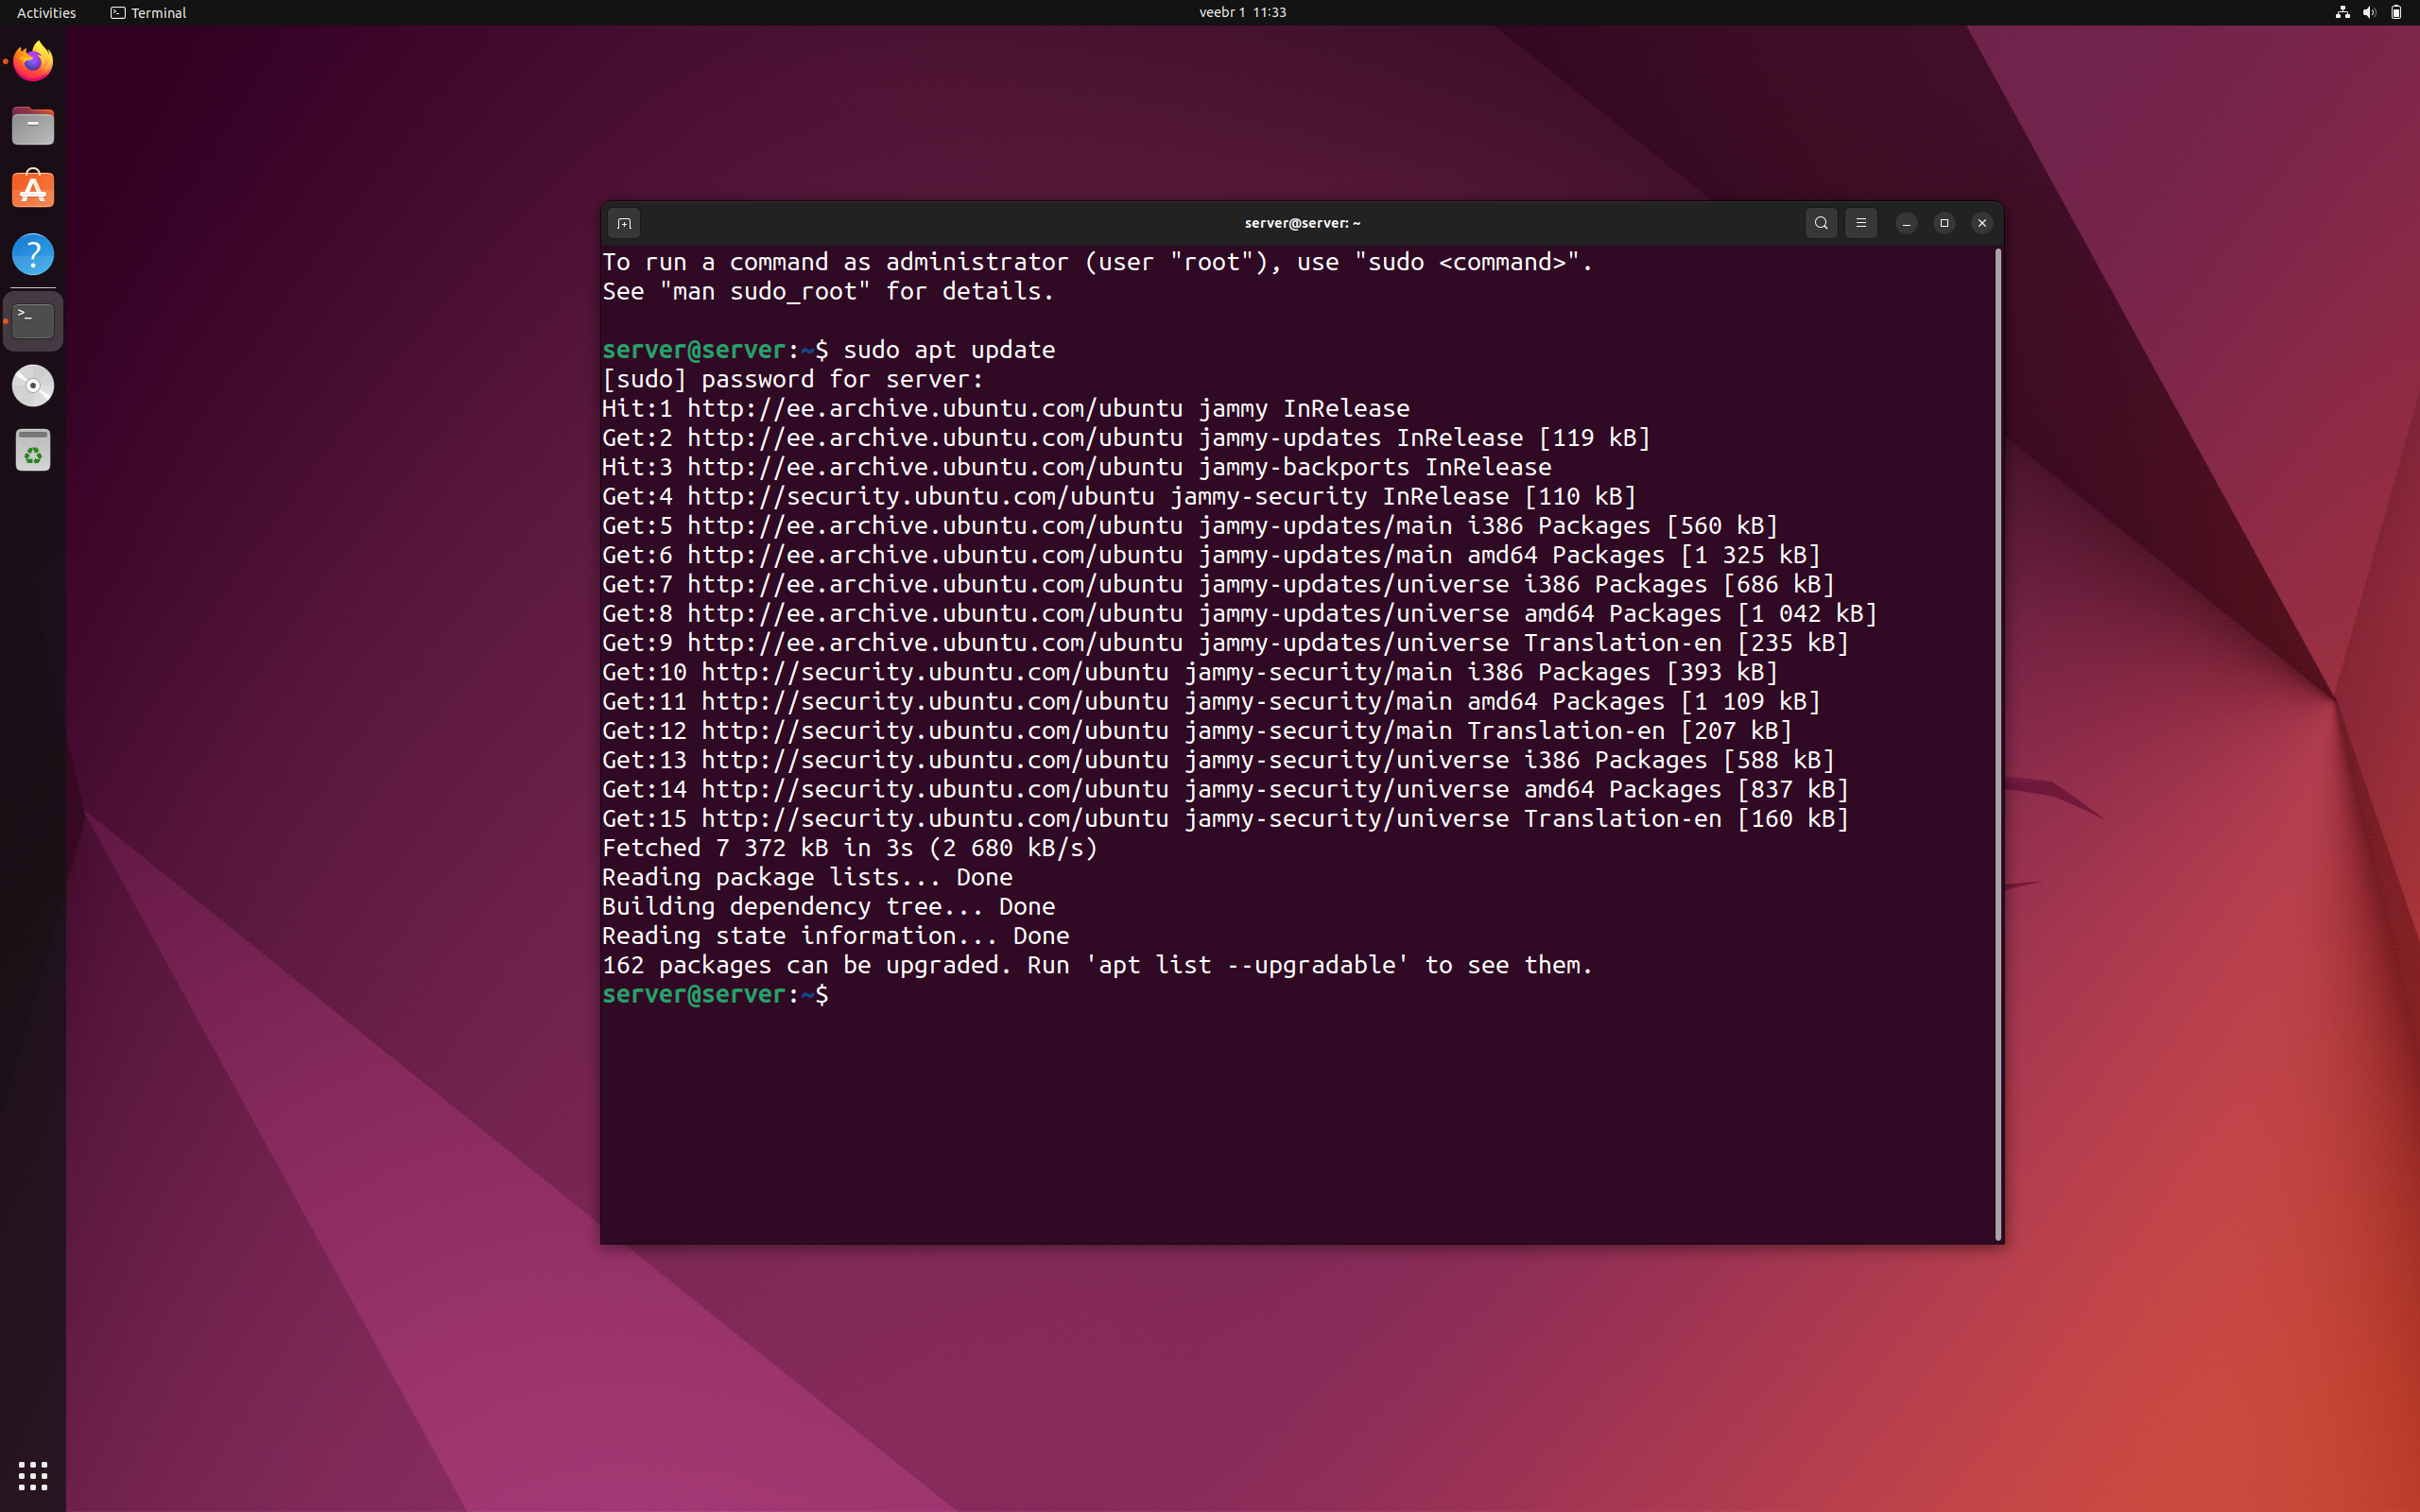 Activities Terminal veebr 1 11:33
server@server: ~
To run a command as administrator (user "root"), use "sudo <command>".
See "man sudo_root" for details.
server@server:~$ sudo apt update
[sudo] password for server:
Hit:1 http://ee.archive.ubuntu.com/ubuntu jammy InRelease
Get:2 http://ee.archive.ubuntu.com/ubuntu jammy-updates InRelease [119 kB]
Hit:3 http://ee.archive.ubuntu.com/ubuntu jammy-backports InRelease
Get:4 http://security.ubuntu.com/ubuntu jammy-security InRelease [110 kB]
Get:5 http://ee.archive.ubuntu.com/ubuntu jammy-updates/main i386 Packages [560 kB]
Get:6 http://ee.archive.ubuntu.com/ubuntu jammy-updates/main amd64 Packages [1 325 kB]
Get:7 http://ee.archive.ubuntu.com/ubuntu jammy-updates/universe i386 Packages [686 kB]
Get:8 http://ee.archive.ubuntu.com/ubuntu jammy-updates/universe amd64 Packages [1 042 kB]
Get:9 http://ee.archive.ubuntu.com/ubuntu jammy-updates/universe Translation-en [235 kB]
Get:10 http://security.ubuntu.com/ubuntu jammy-security/main i386 Packages [393 kB]
Get:11 http://security.ubuntu.com/ubuntu jammy-security/main amd64 Packages [1 109 kB]
Get:12 http://security.ubuntu.com/ubuntu jammy-security/main Translation-en [207 kB]
Get:13 http://security.ubuntu.com/ubuntu jammy-security/universe i386 Packages [588 kB]
Get:14 http://security.ubuntu.com/ubuntu jammy-security/universe amd64 Packages [837 kB]
Get:15 http://security.ubuntu.com/ubuntu jammy-security/universe Translation-en [160 kB]
Fetched 7 372 kB in 3s (2 680 kB/s)
Reading package lists... Done
Building dependency tree... Done
Reading state information... Done
162 packages can be upgraded. Run 'apt list --upgradable' to see them.
server@server:~$